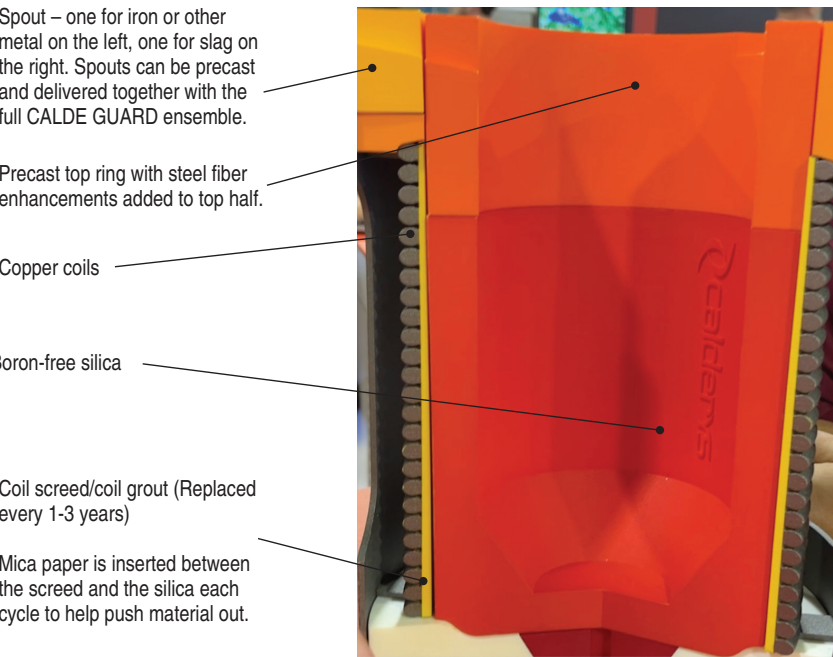 Spout – one for iron or other
metal on the left, one for slag on
the right. Spouts can be precast
and delivered together with the
full CALDE GUARD ensemble.
Precast top ring with steel fiber
enhancements added to top half.
Copper coils
Boron-free silica
Coil screed/coil grout (Replaced
every 1-3 years)
Mica paper is inserted between
the screed and the silica each
cycle to help push material out.
calderys